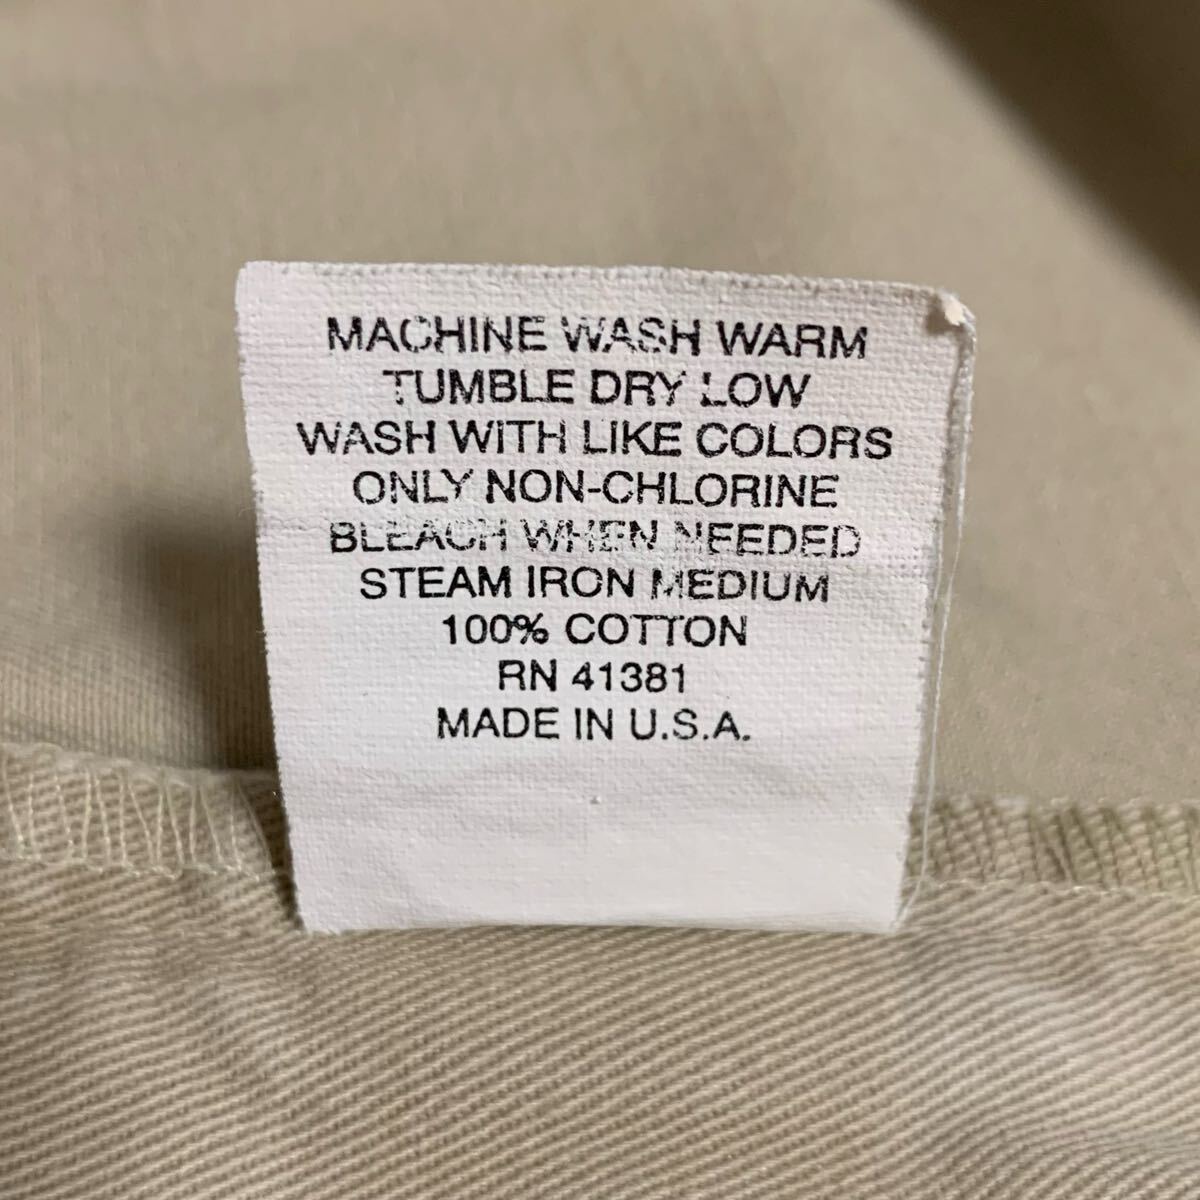 MACHINE WASH WARM
TUMBLE DRY LOW
WASH WITH LIKE COLORS
ONLY NON-CHLORINE
BLEACH WHEN NEEDED
STEAM IRON MEDIUM
100% COTTON
RN 41381
MADE IN U.S.A.